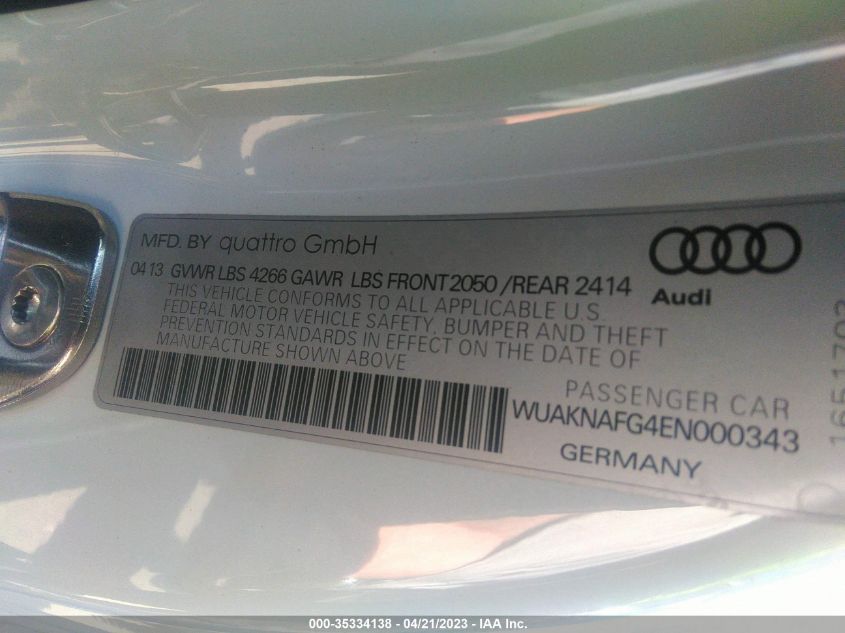 MFD. BY quattro GmbH
0413 GVWR LBS 4266 GAWR LBS FRONT 2050 /REAR 2414
THIS VEHICLE CONFORMS TO ALL APPLICABLE U.S.
FEDERAL MOTOR VEHICLE SAFETY, BUMPER AND THEFT
PREVENTION STANDARDS IN EFFECT ON THE DATE OF
MANUFACTURE SHOWN ABOVE
Audi
PASSENGER CAR
WUAKNAFG4EN000343
GERMANY
000-35334138 - 04/21/2023 - IAA Inc.